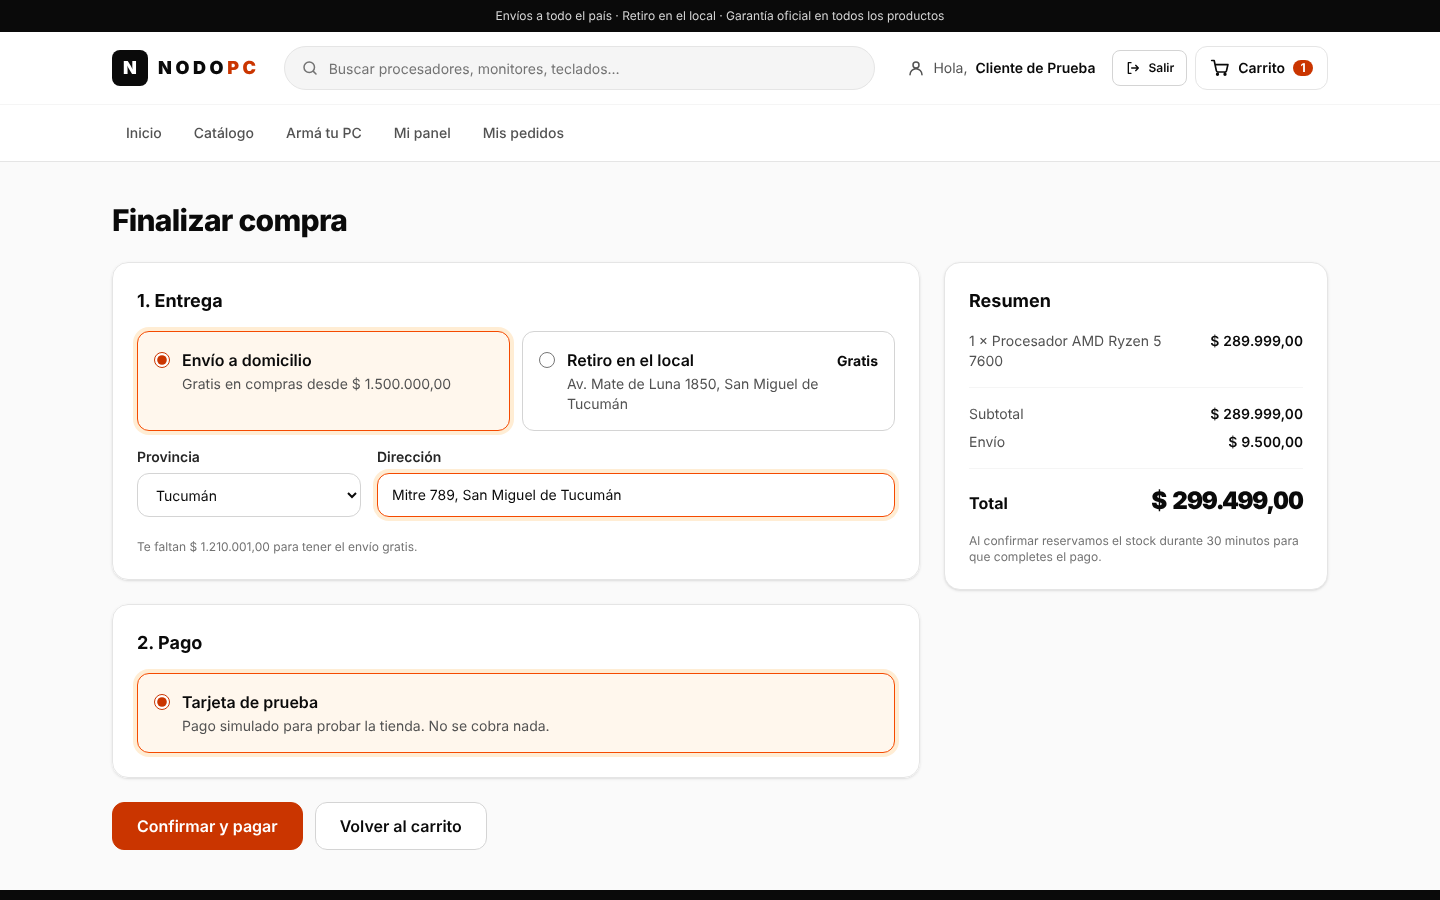 Envíos a todo el país · Retiro en el local · Garantía oficial en todos los productos
N NODOPC
Buscar procesadores, monitores, teclados...
Hola, Cliente de Prueba
Salir
Carrito 1
Inicio Catálogo Armá tu PC Mi panel Mis pedidos
Finalizar compra
1. Entrega
Envío a domicilio
Gratis en compras desde $ 1.500.000,00
Retiro en el local Gratis
Av. Mate de Luna 1850, San Miguel de
Tucumán
Provincia
Tucumán
Dirección
Mitre 789, San Miguel de Tucumán
Te faltan $ 1.210.001,00 para tener el envío gratis.
2. Pago
Tarjeta de prueba
Pago simulado para probar la tienda. No se cobra nada.
Confirmar y pagar
Volver al carrito
Resumen
1 × Procesador AMD Ryzen 5 $ 289.999,00
7600
Subtotal $ 289.999,00
Envío $ 9.500,00
Total $ 299.499,00
Al confirmar reservamos el stock durante 30 minutos para
que completes el pago.